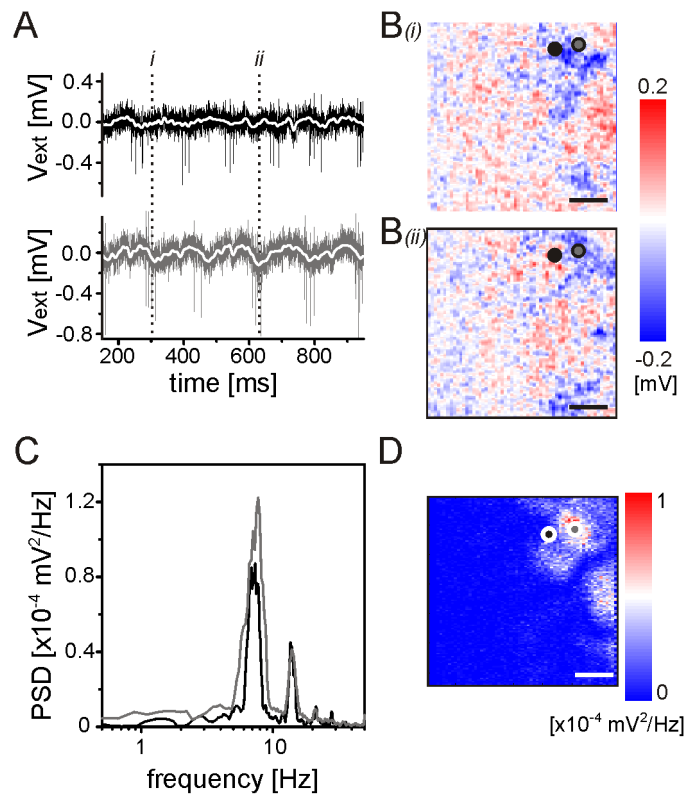 A
i
ii
0.4
0.0
-0.4
Vext [mV]
0.0
-0.4
-0.8
Vext [mV]
200 400 600 800
time [ms]
B(i)
B(ii)
0.2
-0.2
[mV]
C
1.2
0.8
0.4
0
PSD [x10-4 mV2/Hz]
1 10
frequency [Hz]
D
1
0
[x10-4 mV2/Hz]